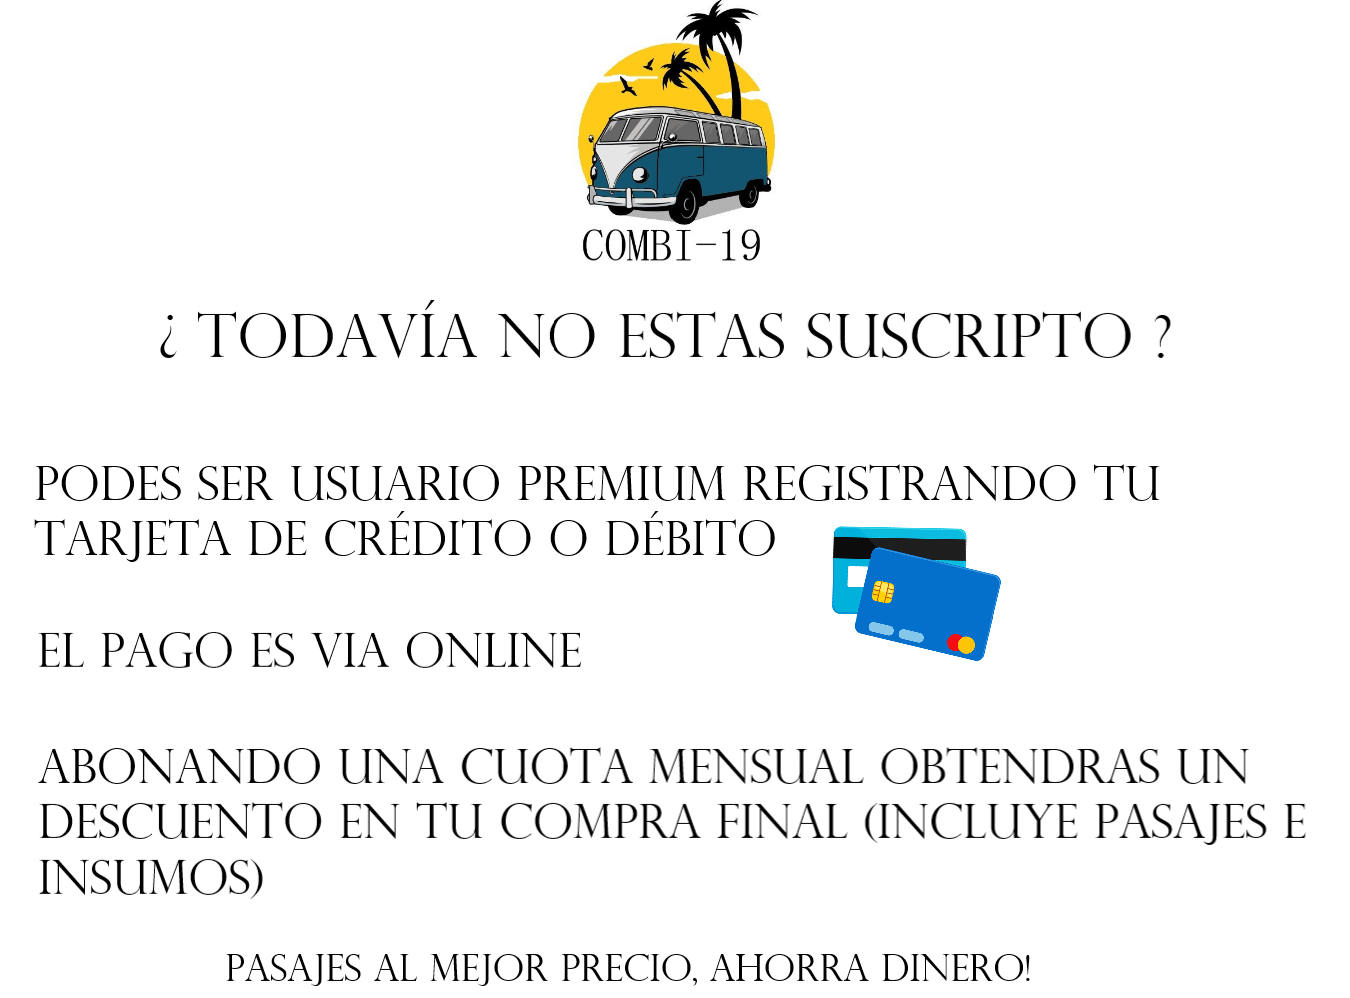 COMBI-19
¿ TODAVÍA NO ESTAS SUSCRIPTO ?
PODES SER USUARIO PREMIUM REGISTRANDO TU
TARJETA DE CRÉDITO O DÉBITO
EL PAGO ES VIA ONLINE
ABONANDO UNA CUOTA MENSUAL OBTENDRAS UN
DESCUENTO EN TU COMPRA FINAL (INCLUYE PASAJES E
INSUMOS)
PASAJES AL MEJOR PRECIO, AHORRA DINERO!